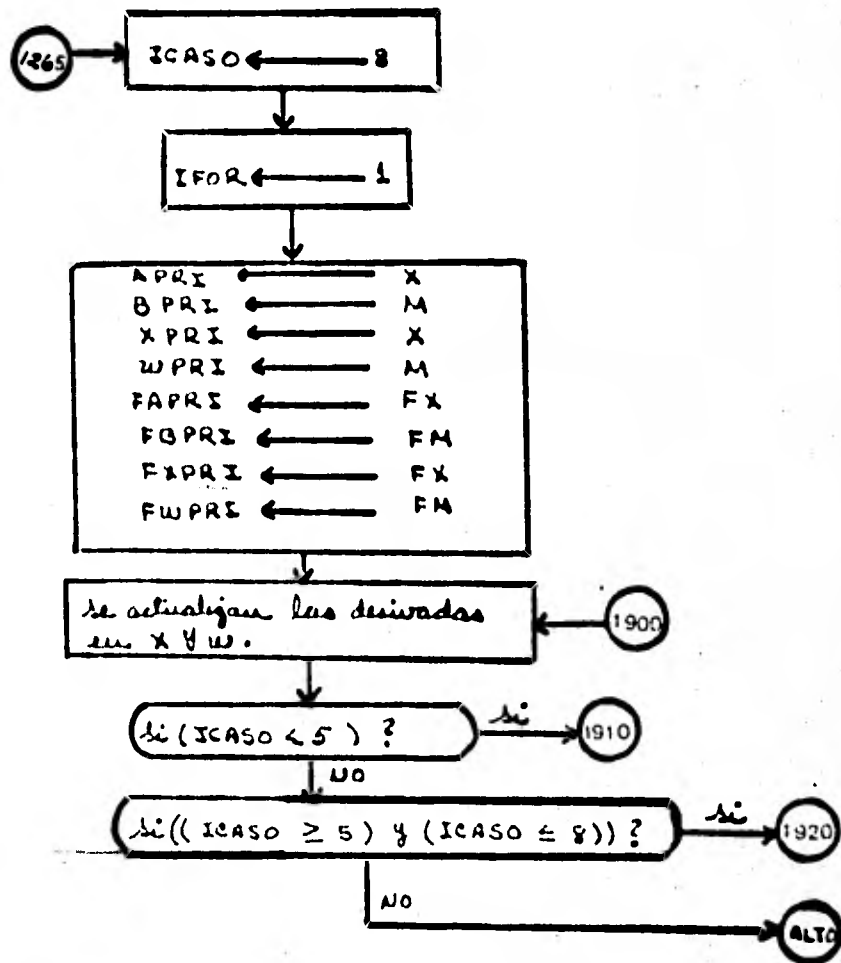 1265
ICASO ← 8
IFOR ← 1
APRI ← X
BPRI ← M
XPRI ← X
WPRI ← M
FAPRI ← FX
FBPRI ← FM
FXPRI ← FX
FWPRI ← FM
se actualizan las derivadas
en x y w.
1900
si (ICASO < 5) ?
si
1910
NO
si ((ICASO ≥ 5) y (ICASO ≤ 8)) ?
si
1920
NO
ALTO